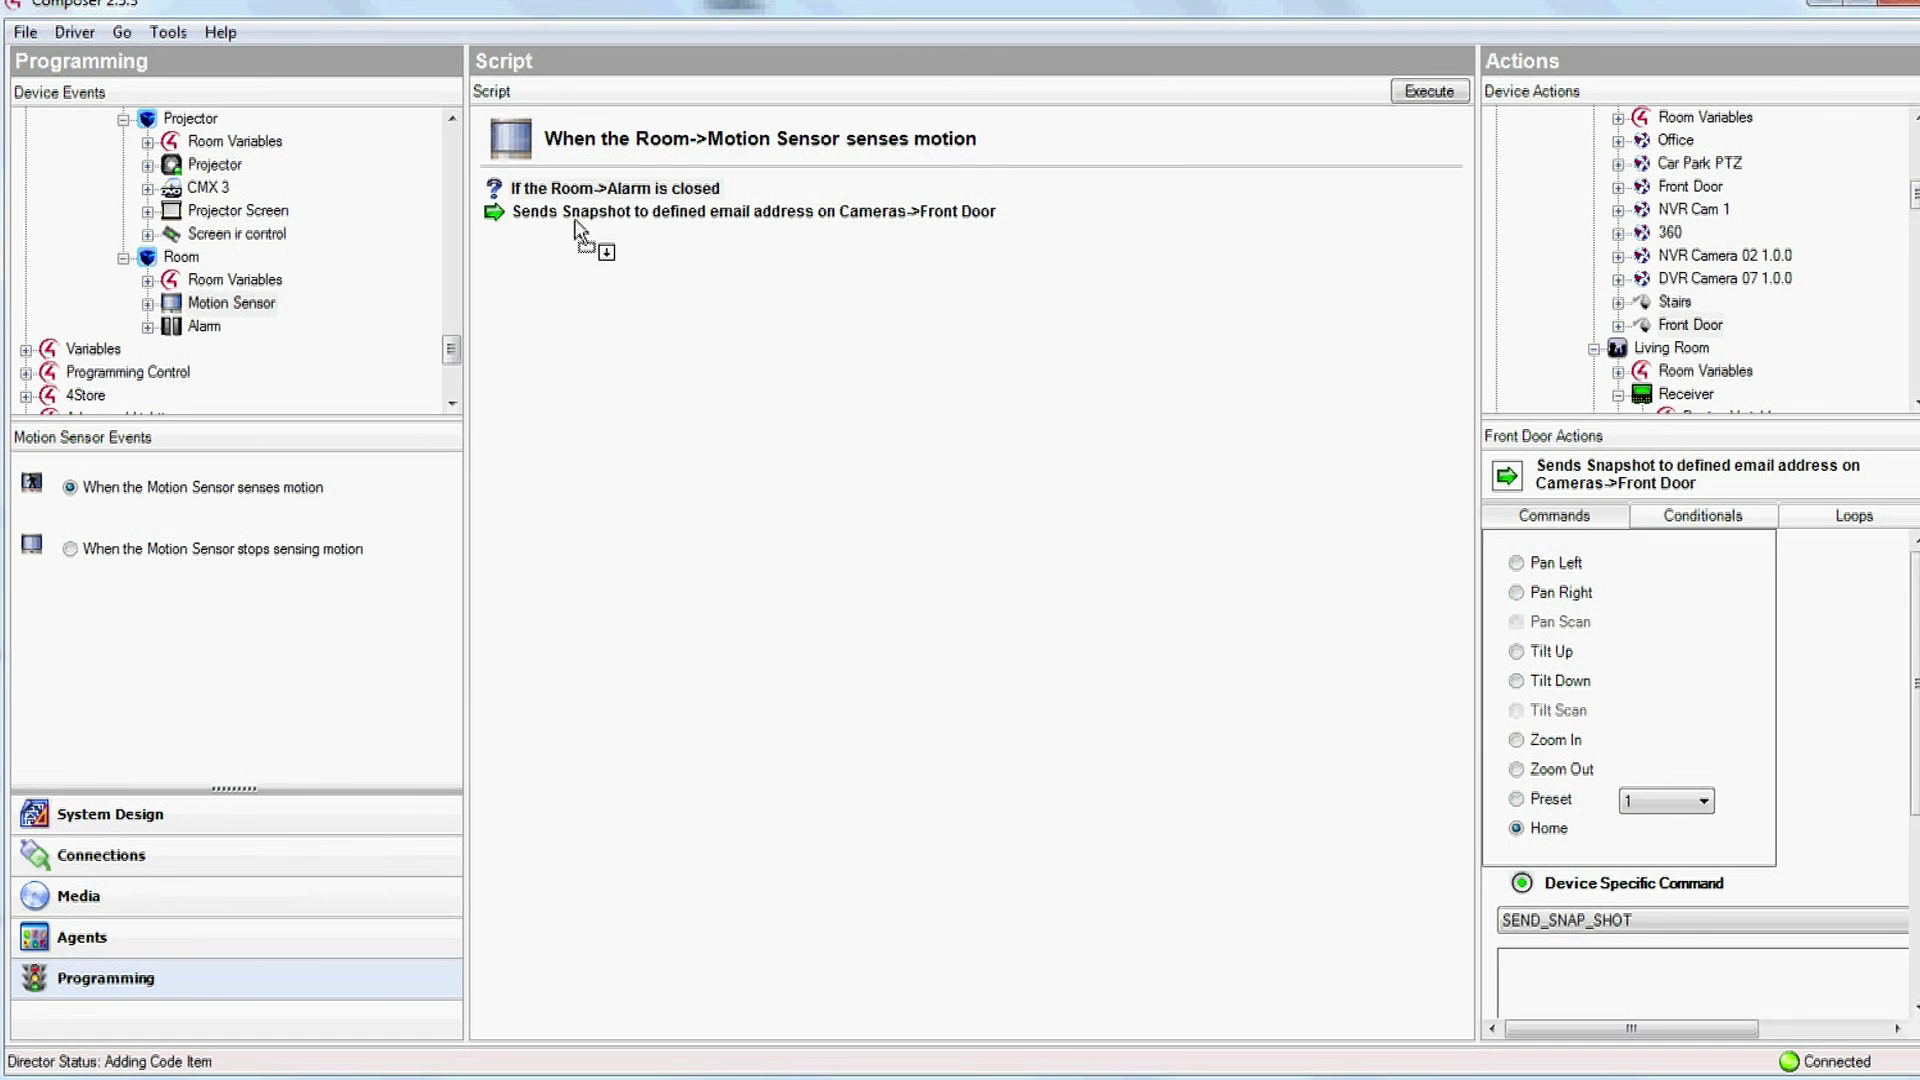 Composer 2.5.3
File Driver Go Tools Help
Programming
Device Events
Projector
Room Variables
Projector
CMX 3
Projector Screen
Screen ir control
Room
Room Variables
Motion Sensor
Alarm
Variables
Programming Control
4Store
Motion Sensor Events
When the Motion Sensor senses motion
When the Motion Sensor stops sensing motion
System Design
Connections
Media
Agents
Programming
Script
Script
Execute
When the Room->Motion Sensor senses motion
If the Room->Alarm is closed
Sends Snapshot to defined email address on Cameras->Front Door
Actions
Device Actions
Room Variables
Office
Car Park PTZ
Front Door
NVR Cam 1
360
NVR Camera 02 1.0.0
DVR Camera 07 1.0.0
Stairs
Front Door
Living Room
Room Variables
Receiver
Front Door Actions
Sends Snapshot to defined email address on
Cameras->Front Door
Commands Conditionals Loops
Pan Left
Pan Right
Pan Scan
Tilt Up
Tilt Down
Tilt Scan
Zoom In
Zoom Out
Preset 1
Home
Device Specific Command
SEND_SNAP_SHOT
Director Status: Adding Code Item
Connected